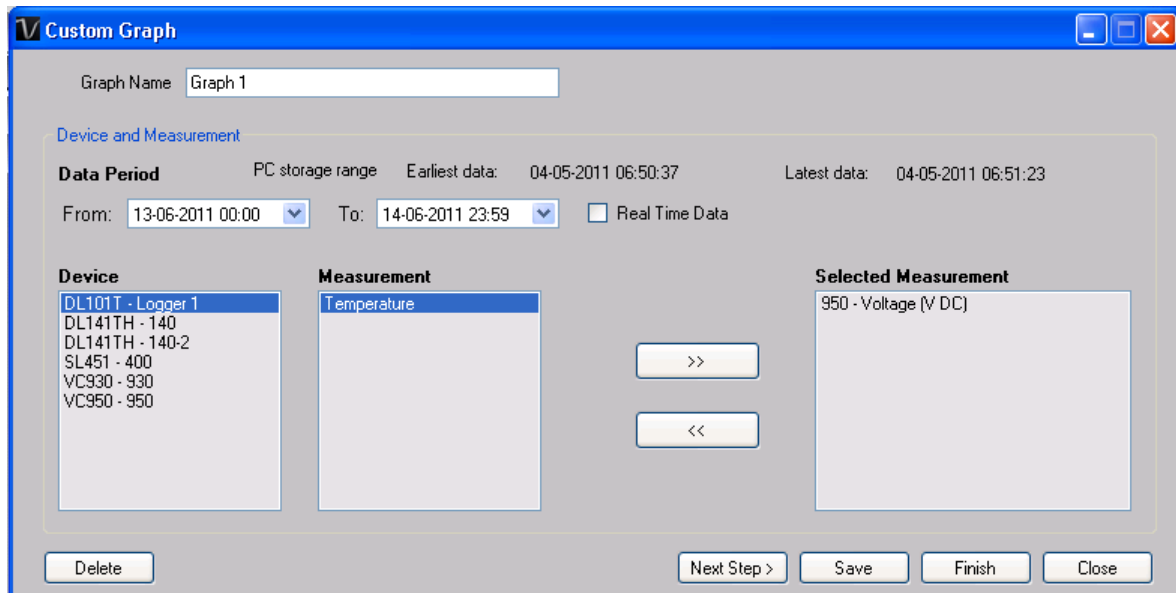 Custom Graph
Graph Name Graph 1
Device and Measurement
Data Period PC storage range Earliest data: 04-05-2011 06:50:37 Latest data: 04-05-2011 06:51:23
From: 13-06-2011 00:00 To: 14-06-2011 23:59 Real Time Data
Device Measurement Selected Measurement
DL101T - Logger 1 Temperature 950 - Voltage (V DC)
DL141TH - 140
DL141TH - 140-2
SL451 - 400
VC930 - 930
VC950 - 950
>>
<<
Delete Next Step > Save Finish Close